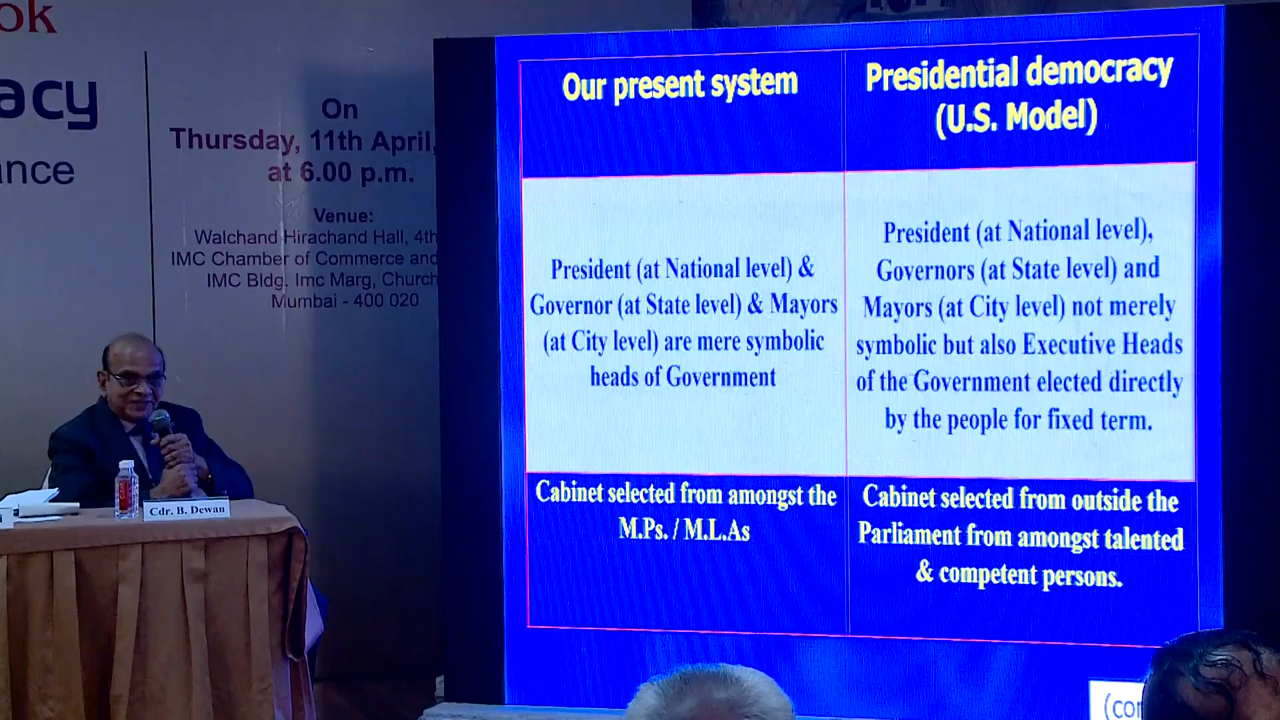 ok
acy
ance
On
Thursday, 11th April,
at 6.00 p.m.
Venue:
Walchand Hirachand Hall, 4th
IMC Chamber of Commerce and
IMC Bldg. Imc Marg, Church
Mumbai - 400 020
Cdr. B. Dewan
Our present system
President (at National level) &
Governor (at State level) & Mayors
(at City level) are mere symbolic
heads of Government
Cabinet selected from amongst the
M.Ps. / M.L.As
Presidential democracy
(U.S. Model)
President (at National level),
Governors (at State level) and
Mayors (at City level) not merely
symbolic but also Executive Heads
of the Government elected directly
by the people for fixed term.
Cabinet selected from outside the
Parliament from amongst talented
& competent persons.
(con